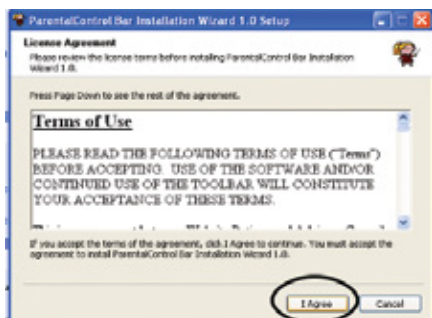 ParentalControl Bar Installation Wizard 1.0 Setup
License Agreement
Please review the license terms before installing ParentalControl Bar Installation
Wizard 1.0.
Press Page Down to see the rest of the agreement.
Terms of Use
PLEASE READ THE FOLLOWING TERMS OF USE ("Terms")
BEFORE ACCEPTING. USE OF THE SOFTWARE AND/OR
CONTINUED USE OF THE TOOLBAR WILL CONSTITUTE
YOUR ACCEPTANCE OF THESE TERMS.
If you accept the terms of the agreement, click I Agree to continue. You must accept the
agreement to install ParentalControl Bar Installation Wizard 1.0.
I Agree
Cancel